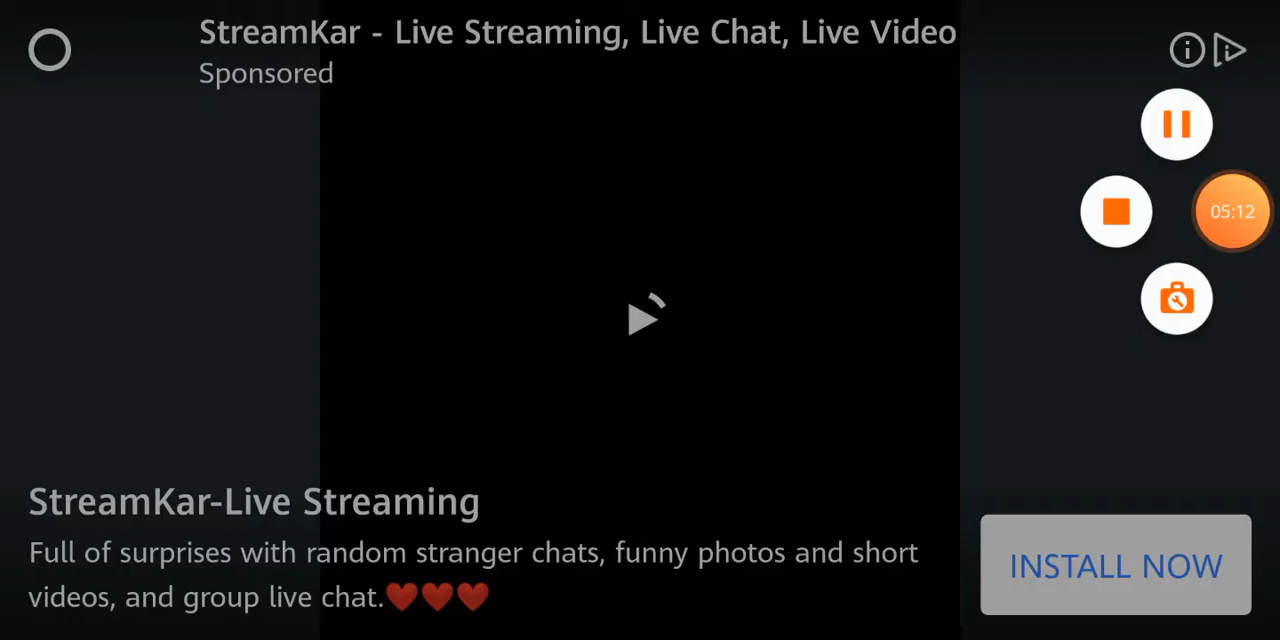 StreamKar - Live Streaming, Live Chat, Live Video
Sponsored
05:12
StreamKar-Live Streaming
Full of surprises with random stranger chats, funny photos and short
videos, and group live chat.❤️❤️❤️
INSTALL NOW